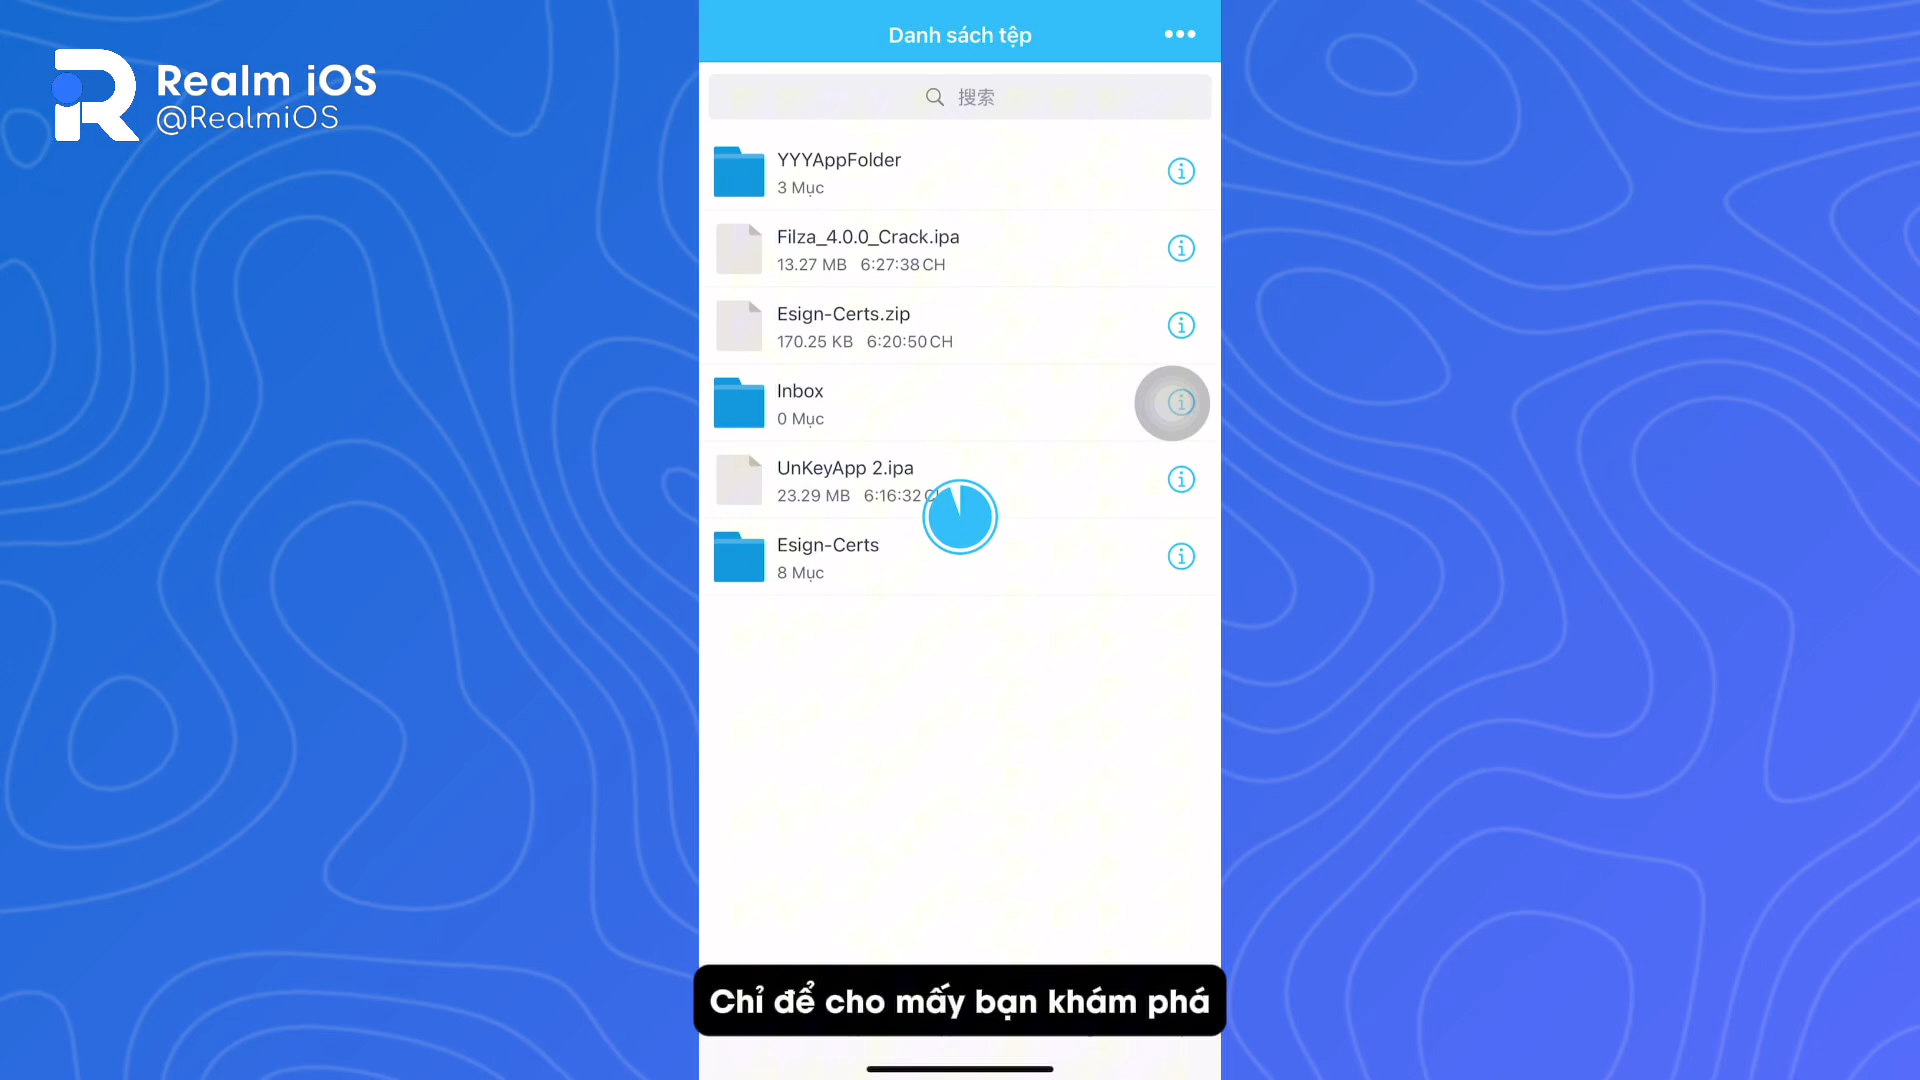 Realm iOS
@RealmiOS
Danh sách tệp
搜索
YYYAppFolder
3 Mục
Filza_4.0.0_Crack.ipa
13.27 MB 6:27:38 CH
Esign-Certs.zip
170.25 KB 6:20:50 CH
Inbox
0 Mục
UnKeyApp 2.ipa
23.29 MB 6:16:32
Esign-Certs
8 Mục
Chỉ để cho mấy bạn khám phá